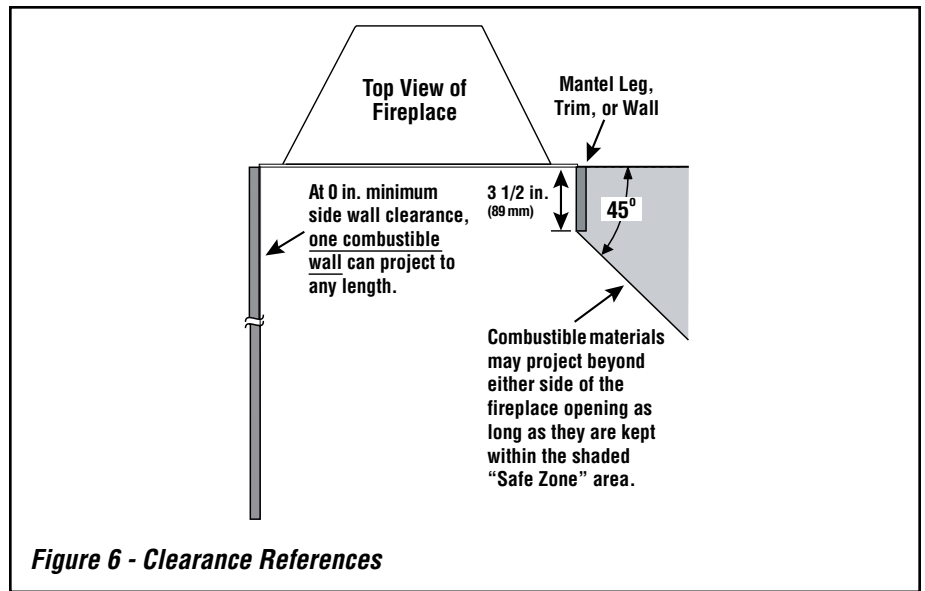 Top View of
Fireplace
Mantel Leg,
Trim, or Wall
At 0 in. minimum
side wall clearance,
one combustible
wall can project to
any length.
3 1/2 in.
(89 mm)
45°
Combustible materials
may project beyond
either side of the
fireplace opening as
long as they are kept
within the shaded
“Safe Zone” area.
Figure 6 - Clearance References